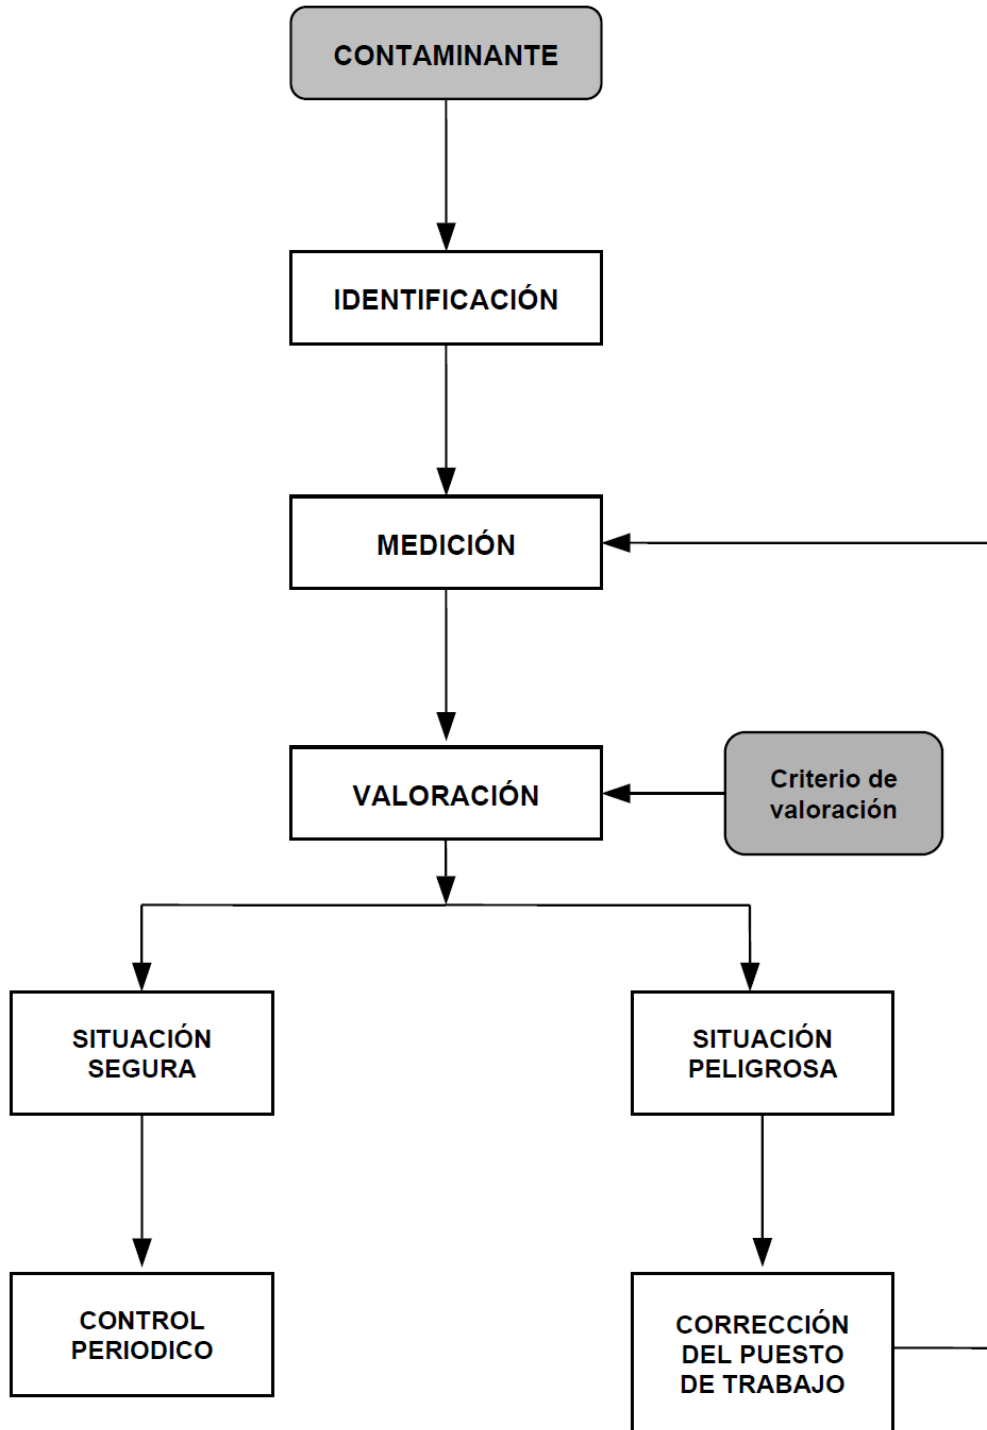 CONTAMINANTE
IDENTIFICACIÓN
MEDICIÓN
VALORACIÓN
Criterio de
valoración
SITUACIÓN
SEGURA
SITUACIÓN
PELIGROSA
CONTROL
PERIODICO
CORRECCIÓN
DEL PUESTO
DE TRABAJO